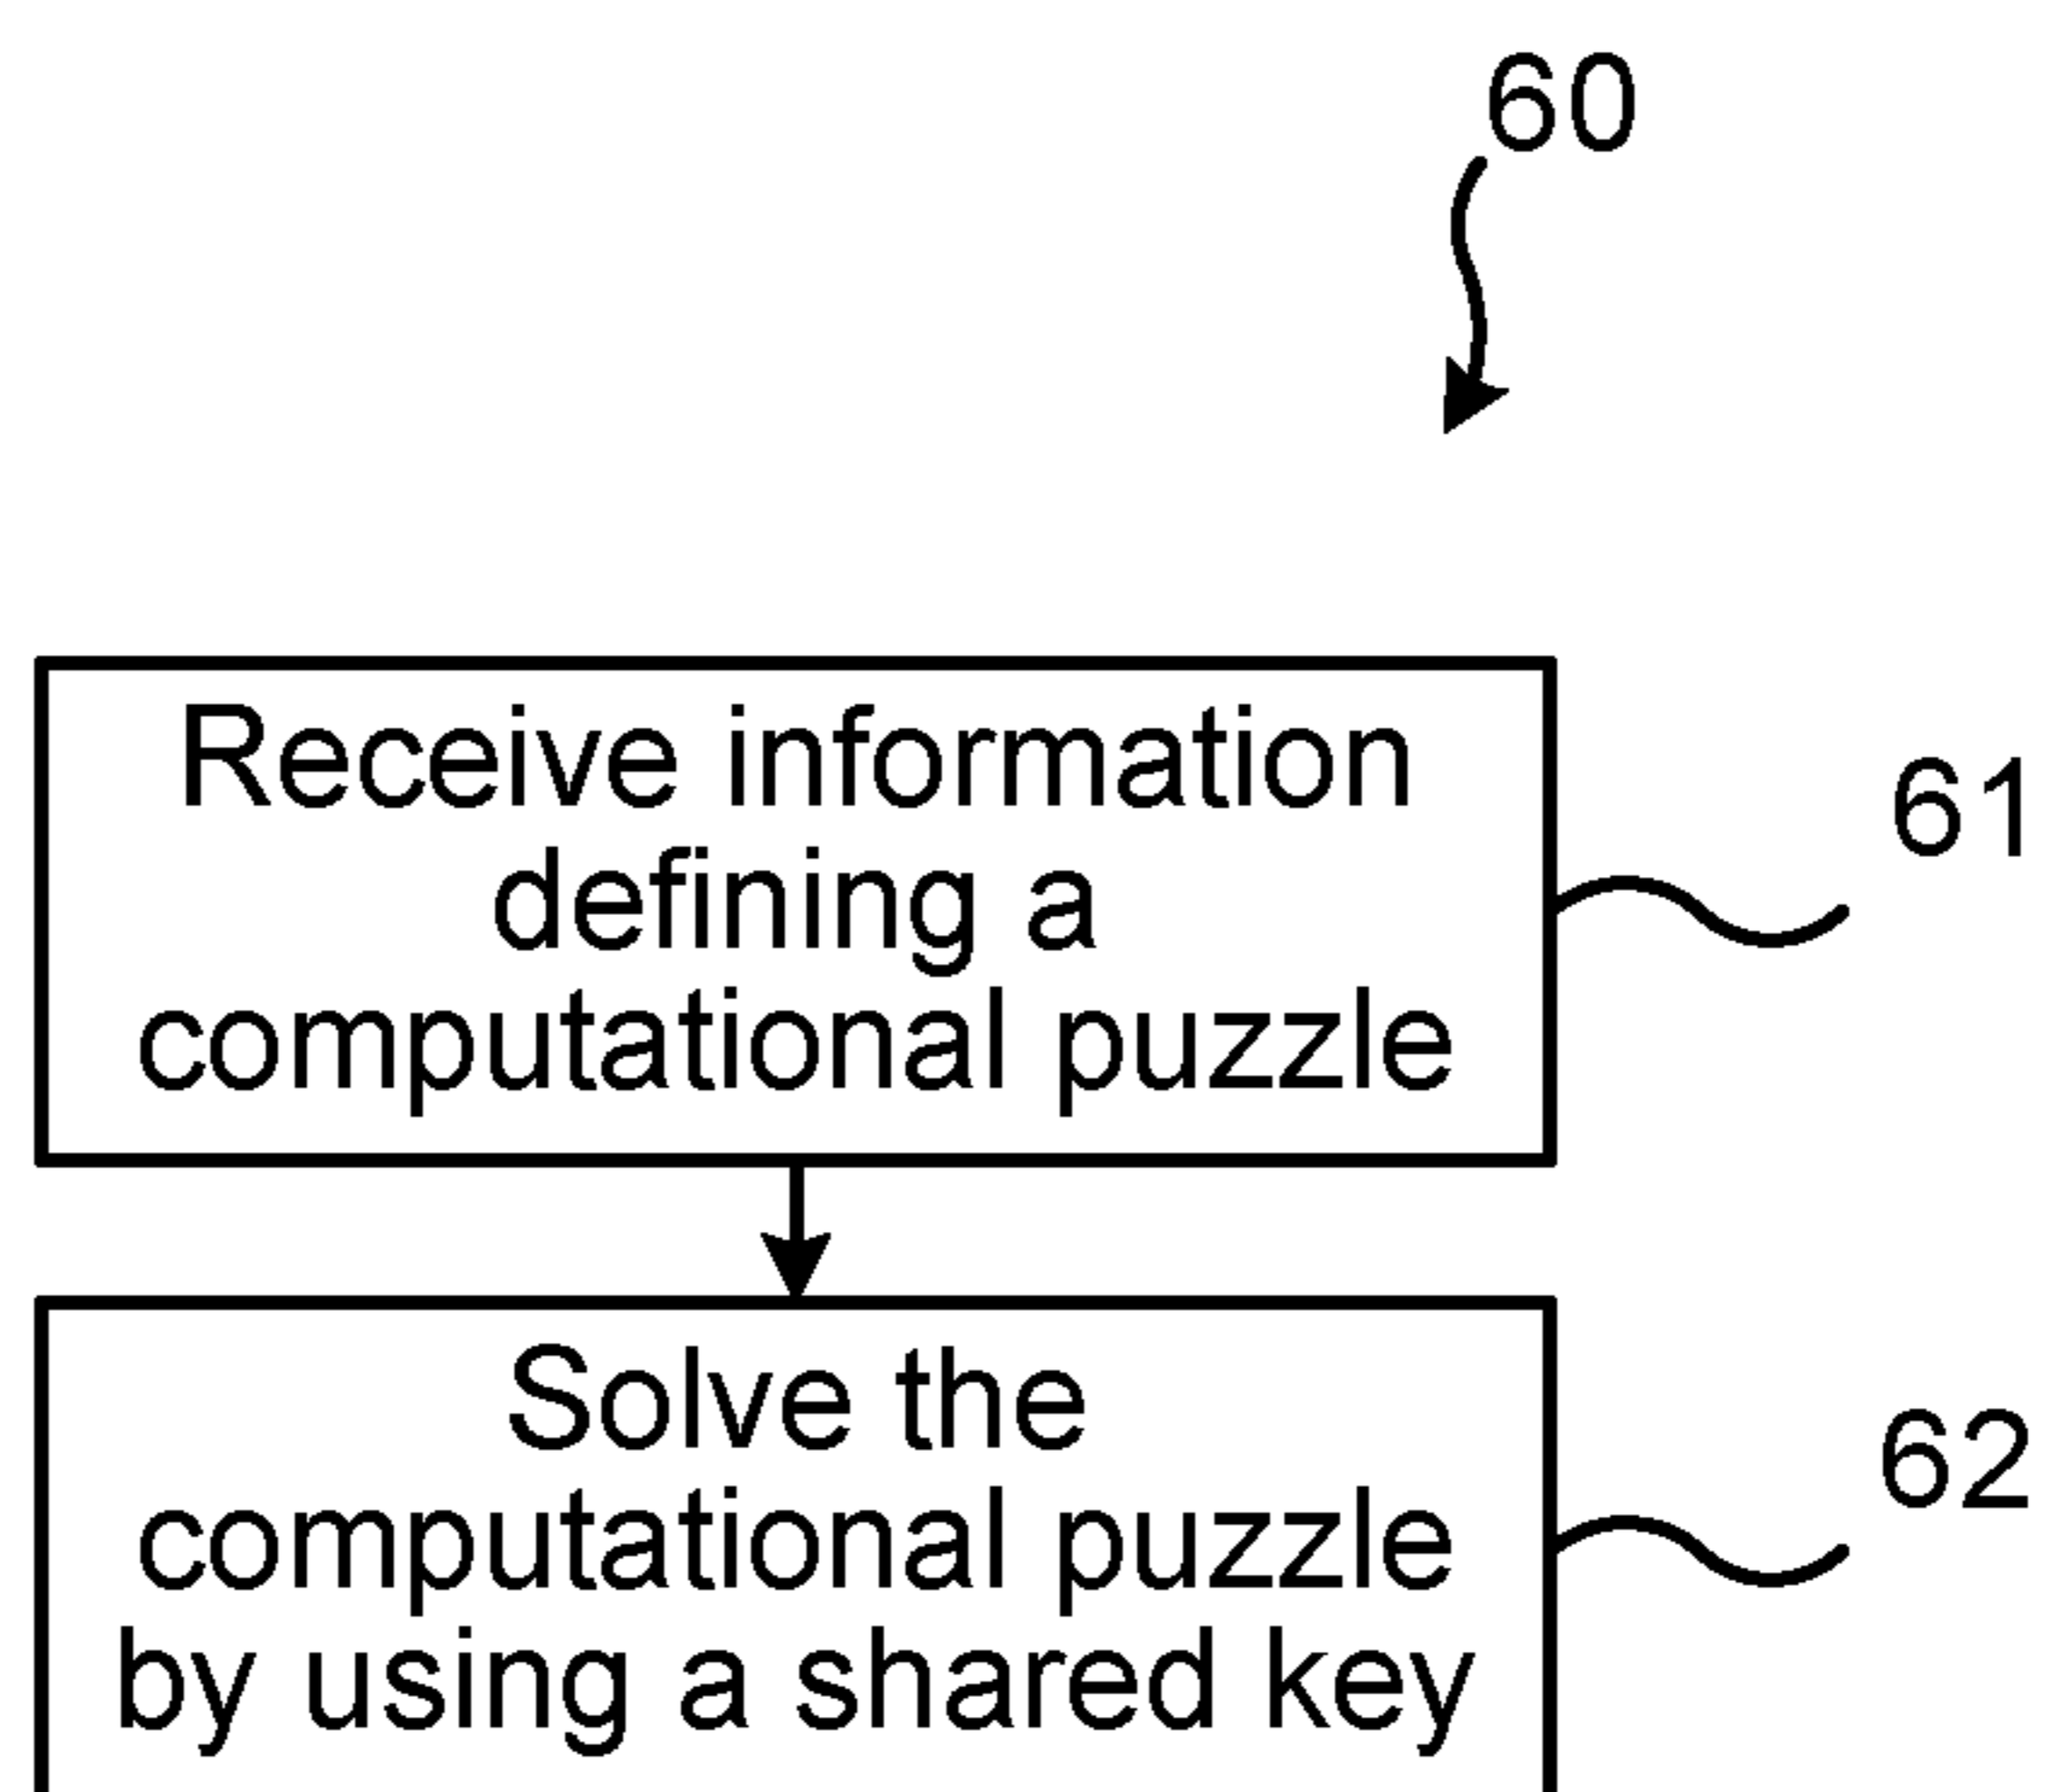 60
Receive information
defining a
computational puzzle
61
Solve the
computational puzzle
by using a shared key
62